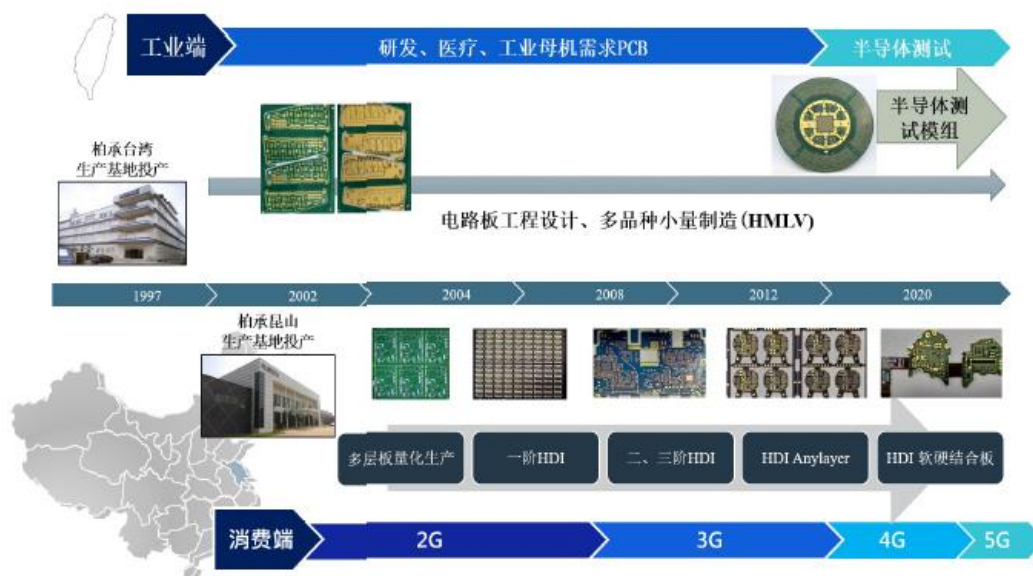 工业端
研发、医疗、工业母机需求PCB
半导体测试
半导体测
试模组
柏承台湾
生产基地投产
电路板工程设计、多品种小量制造(HMLV)
1997
2002
2004
2008
2012
2020
柏承昆山
生产基地投产
多层板量化生产
一阶HDI
二、三阶HDI
HDI Anylayer
HDI 软硬结合板
消费端
2G
3G
4G
5G